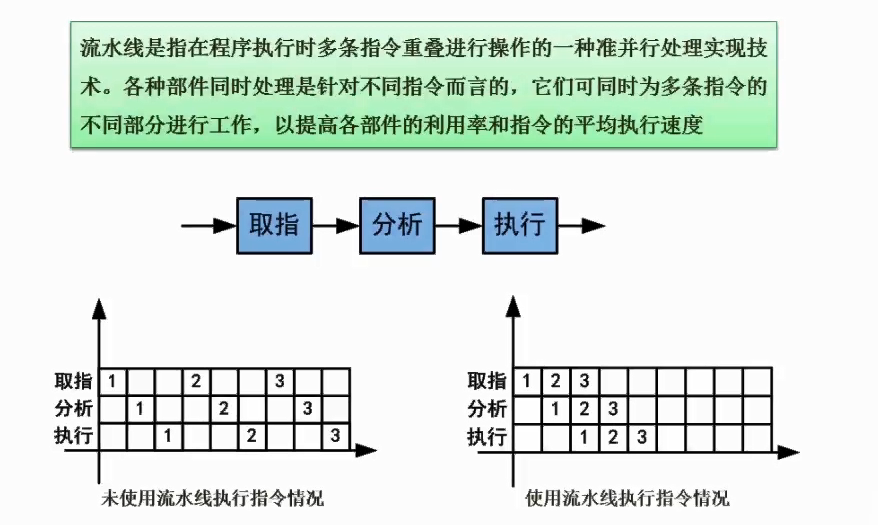 流水线是指在程序执行时多条指令重叠进行操作的一种准并行处理实现技
术。各种部件同时处理是针对不同指令而言的，它们可同时为多条指令的
不同部分进行工作，以提高各部件的利用率和指令的平均执行速度
取指 分析 执行
取指 1 2 3
分析 1 2 3
执行 1 2 3
未使用流水线执行指令情况
取指 1 2 3
分析 1 2 3
执行 1 2 3
使用流水线执行指令情况